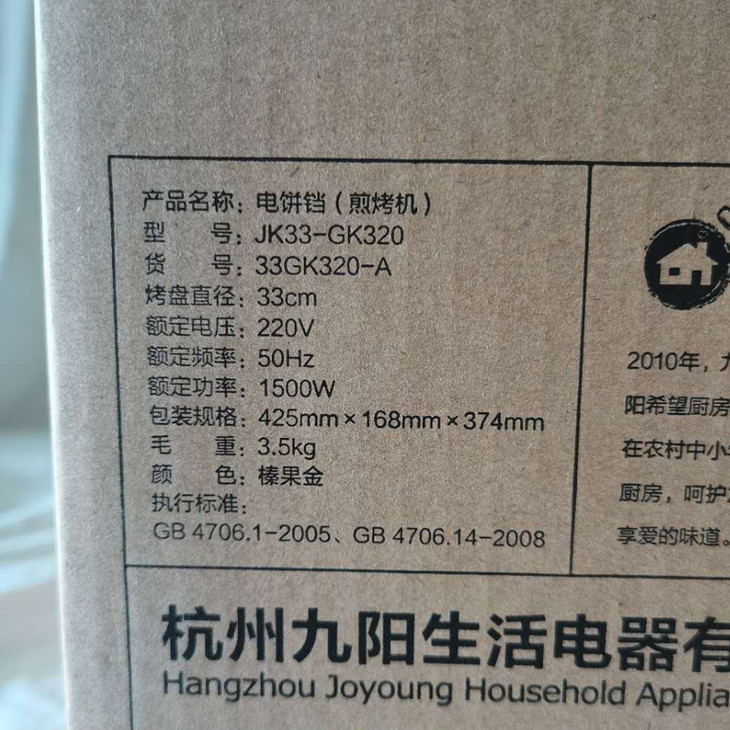 产品名称：电饼铛（煎烤机）
型 号：JK33-GK320
货 号：33GK320-A
烤盘直径：33cm
额定电压：220V
额定频率：50Hz
额定功率：1500W
包装规格：425mm×168mm×374mm
毛 重：3.5kg
颜 色：榛果金
执行标准：
GB 4706.1-2005、GB 4706.14-2008
2010年，九
阳希望厨房
在农村中小
厨房，呵护
享爱的味道。
杭州九阳生活电器有
Hangzhou Joyoung Household Applia